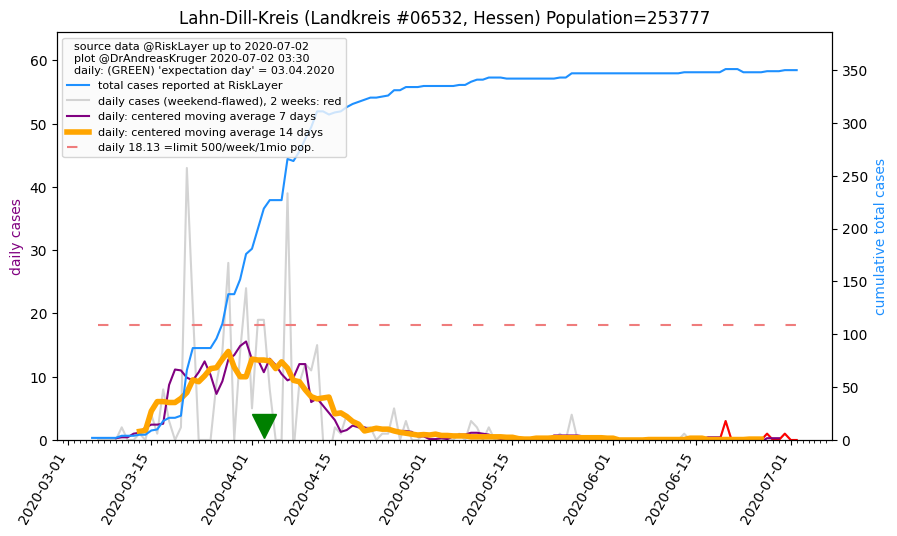 Lahn-Dill-Kreis (Landkreis #06532, Hessen) Population=253777
source data @RiskLayer up to 2020-07-02
plot @DrAndreasKruger 2020-07-02 03:30
daily: (GREEN) 'expectation day' = 03.04.2020
total cases reported at RiskLayer
daily cases (weekend-flawed), 2 weeks: red
daily: centered moving average 7 days
daily: centered moving average 14 days
daily 18.13 =limit 500/week/1mio pop.
daily cases
60
50
40
30
20
10
0
cumulative total cases
350
300
250
200
150
100
50
0
2020-03-01
2020-03-15
2020-04-01
2020-04-15
2020-05-01
2020-05-15
2020-06-01
2020-06-15
2020-07-01